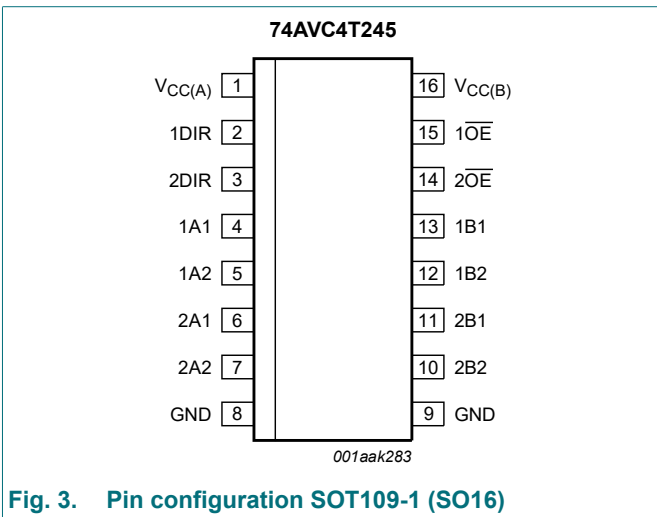 74AVC4T245
VCC(A) 1 16 VCC(B)
1DIR 2 15 1O̅E̅
2DIR 3 14 2O̅E̅
1A1 4 13 1B1
1A2 5 12 1B2
2A1 6 11 2B1
2A2 7 10 2B2
GND 8 9 GND
001aak283
Fig. 3. Pin configuration SOT109-1 (SO16)